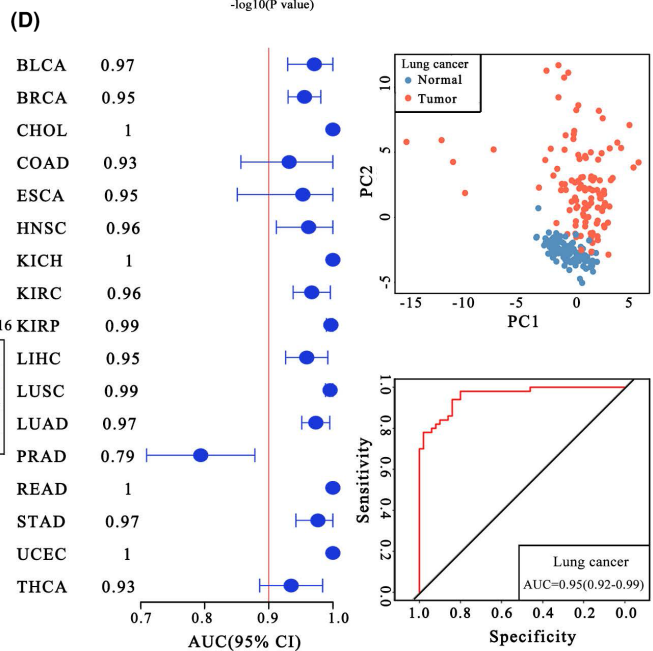 -log10(P value)
(D)
BLCA 0.97
BRCA 0.95
CHOL 1
COAD 0.93
ESCA 0.95
HNSC 0.96
KICH 1
KIRC 0.96
16 KIRP 0.99
LIHC 0.95
LUSC 0.99
LUAD 0.97
PRAD 0.79
READ 1
STAD 0.97
UCEC 1
THCA 0.93
0.7 0.8 0.9 1.0
AUC(95% CI)
Lung cancer
Normal
Tumor
10
5
0
-5
PC2
-15 -10 -5 0 5
PC1
1.0
0.8
0.6
0.4
0.2
0.0
Sensitivity
Lung cancer
AUC=0.95(0.92-0.99)
1.0 0.8 0.6 0.4 0.2 0.0
Specificity